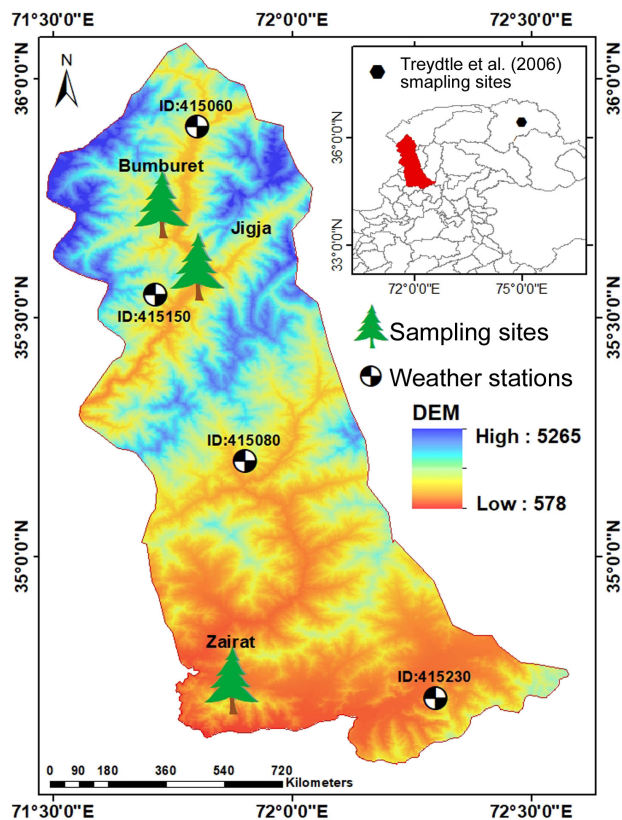 71°30'0"E 72°0'0"E 72°30'0"E
36°0'0"N
35°30'0"N
35°0'0"N
N
ID:415060
Bumburet
Jigja
ID:415150
ID:415080
Zairat
ID:415230
Treydtle et al. (2006)
smapling sites
36°0'0"N
33°0'0"N
72°0'0"E 75°0'0"E
Sampling sites
Weather stations
DEM
High : 5265
Low : 578
36°0'0"N
35°30'0"N
35°0'0"N
0 90 180 360 540 720
Kilometers
71°30'0"E 72°0'0"E 72°30'0"E